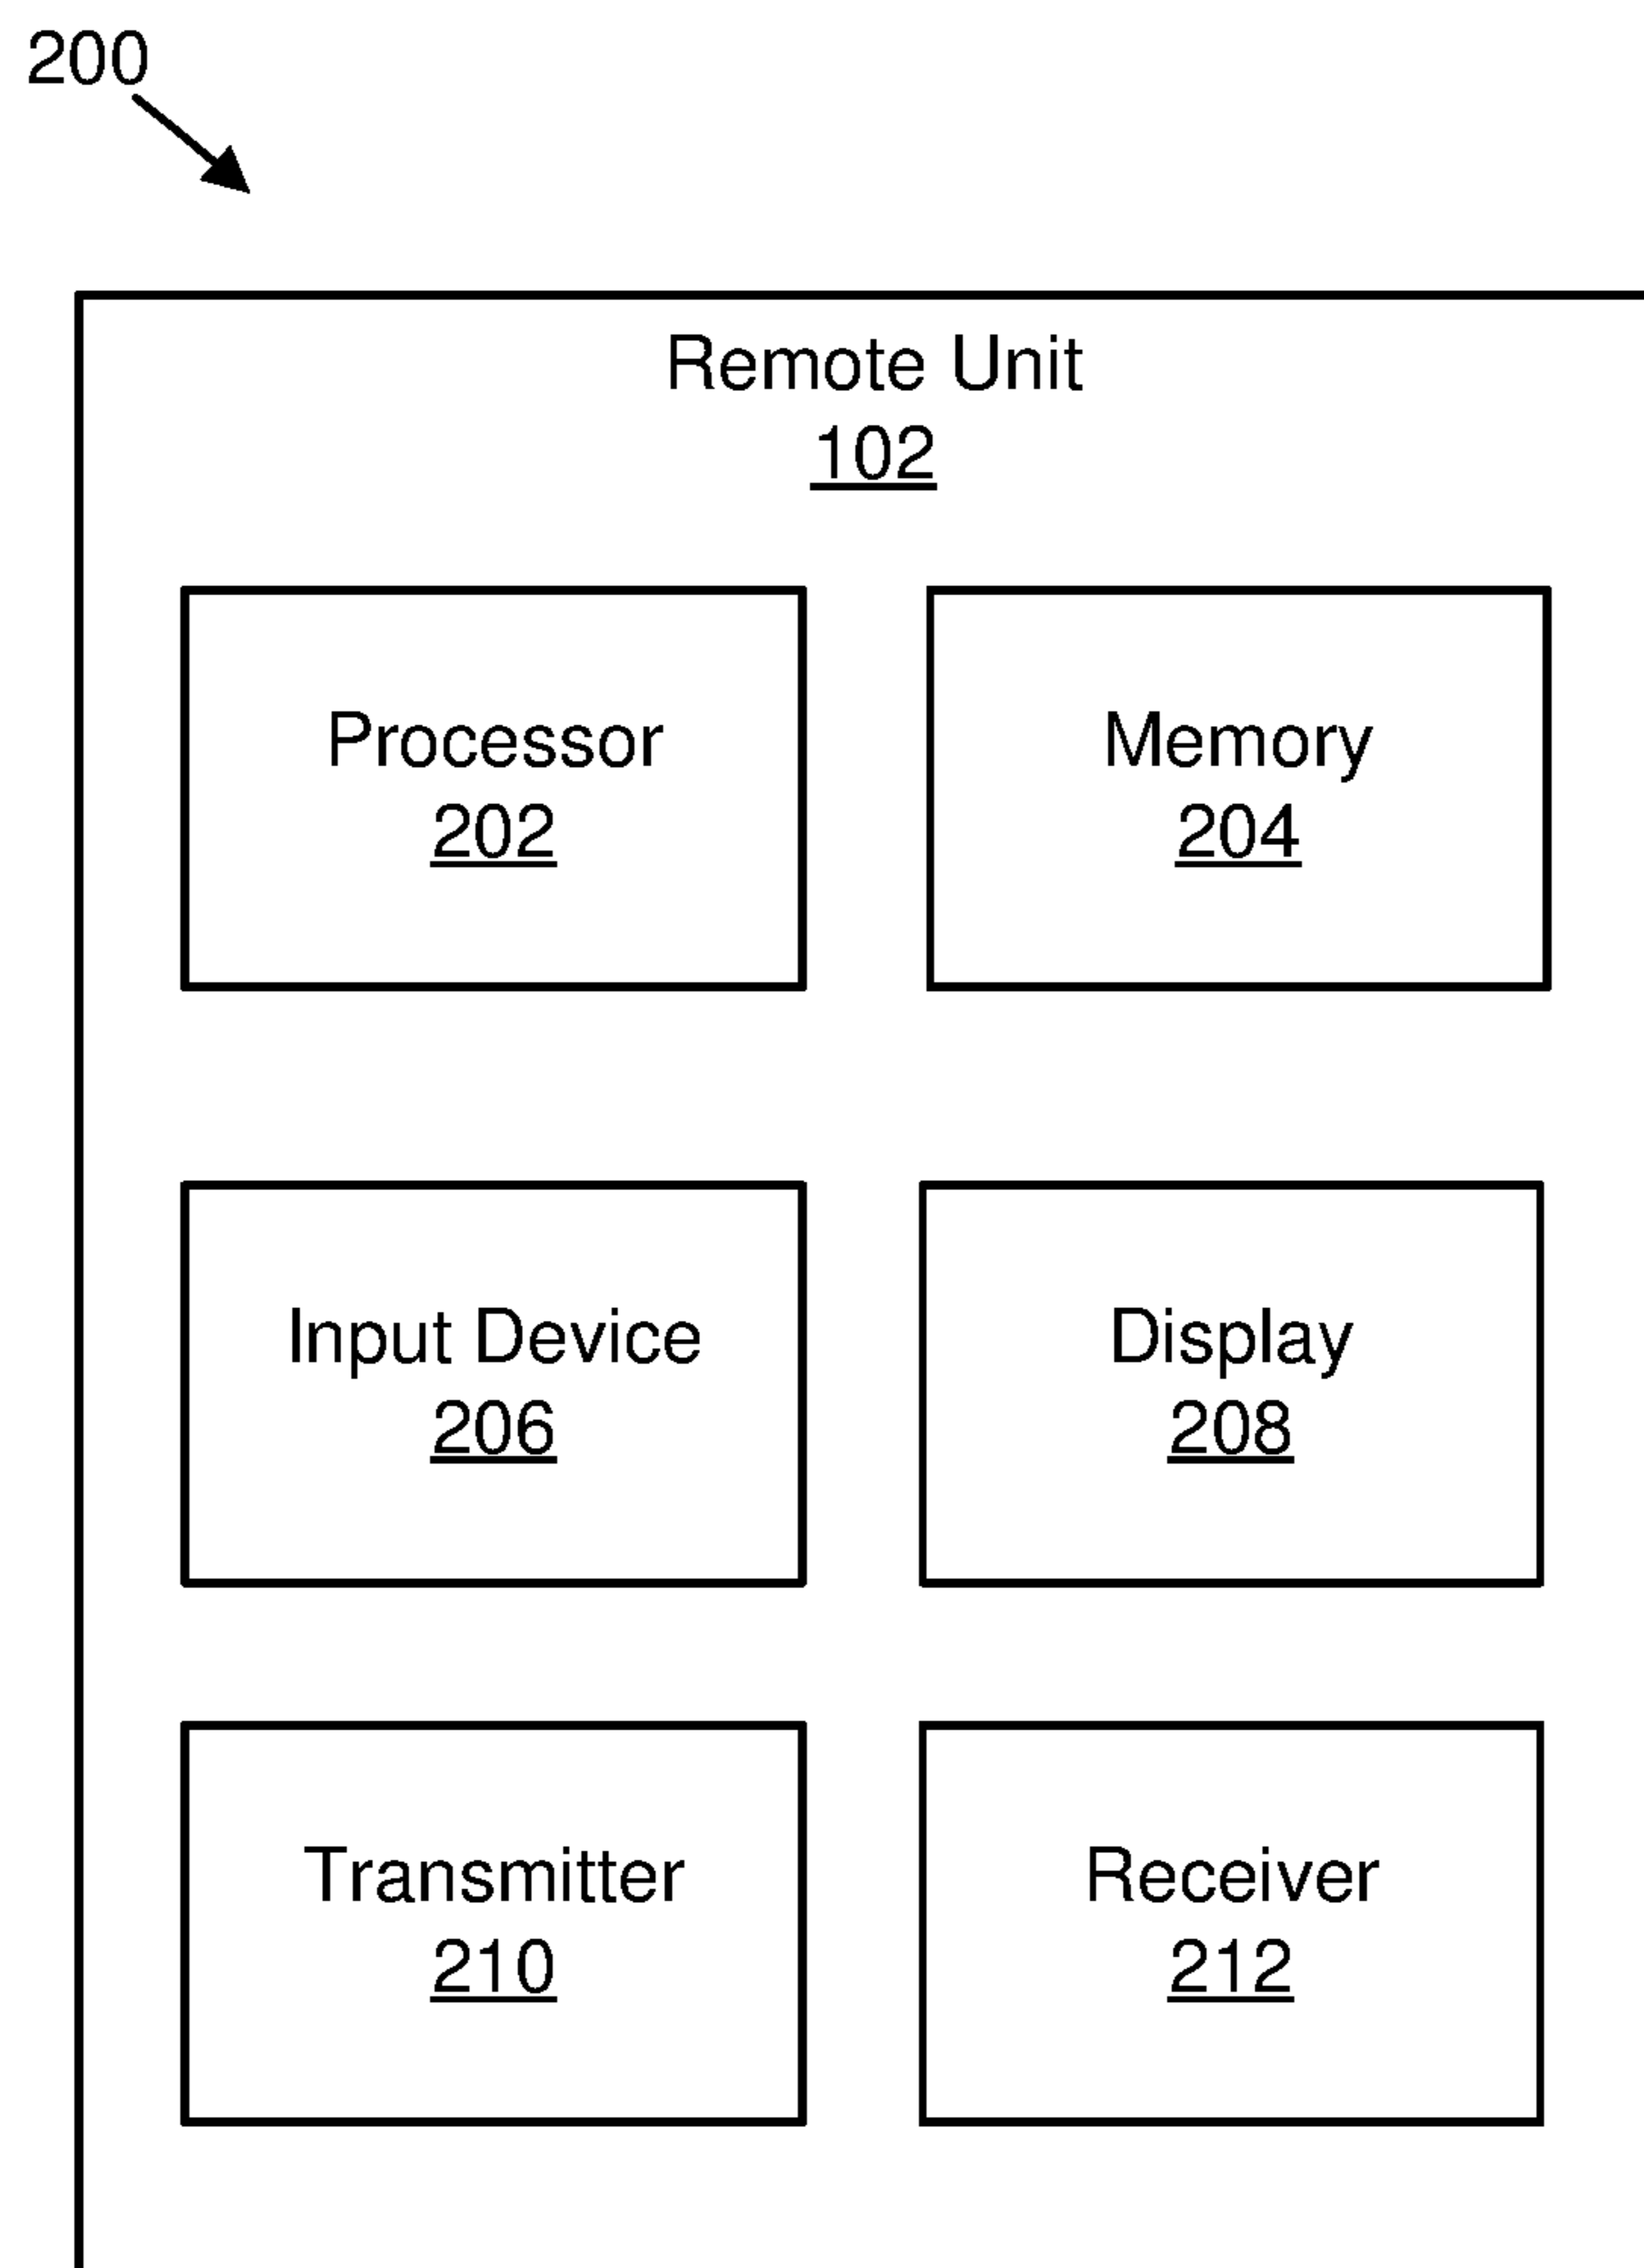 200
Remote Unit
102
Processor
202
Memory
204
Input Device
206
Display
208
Transmitter
210
Receiver
212